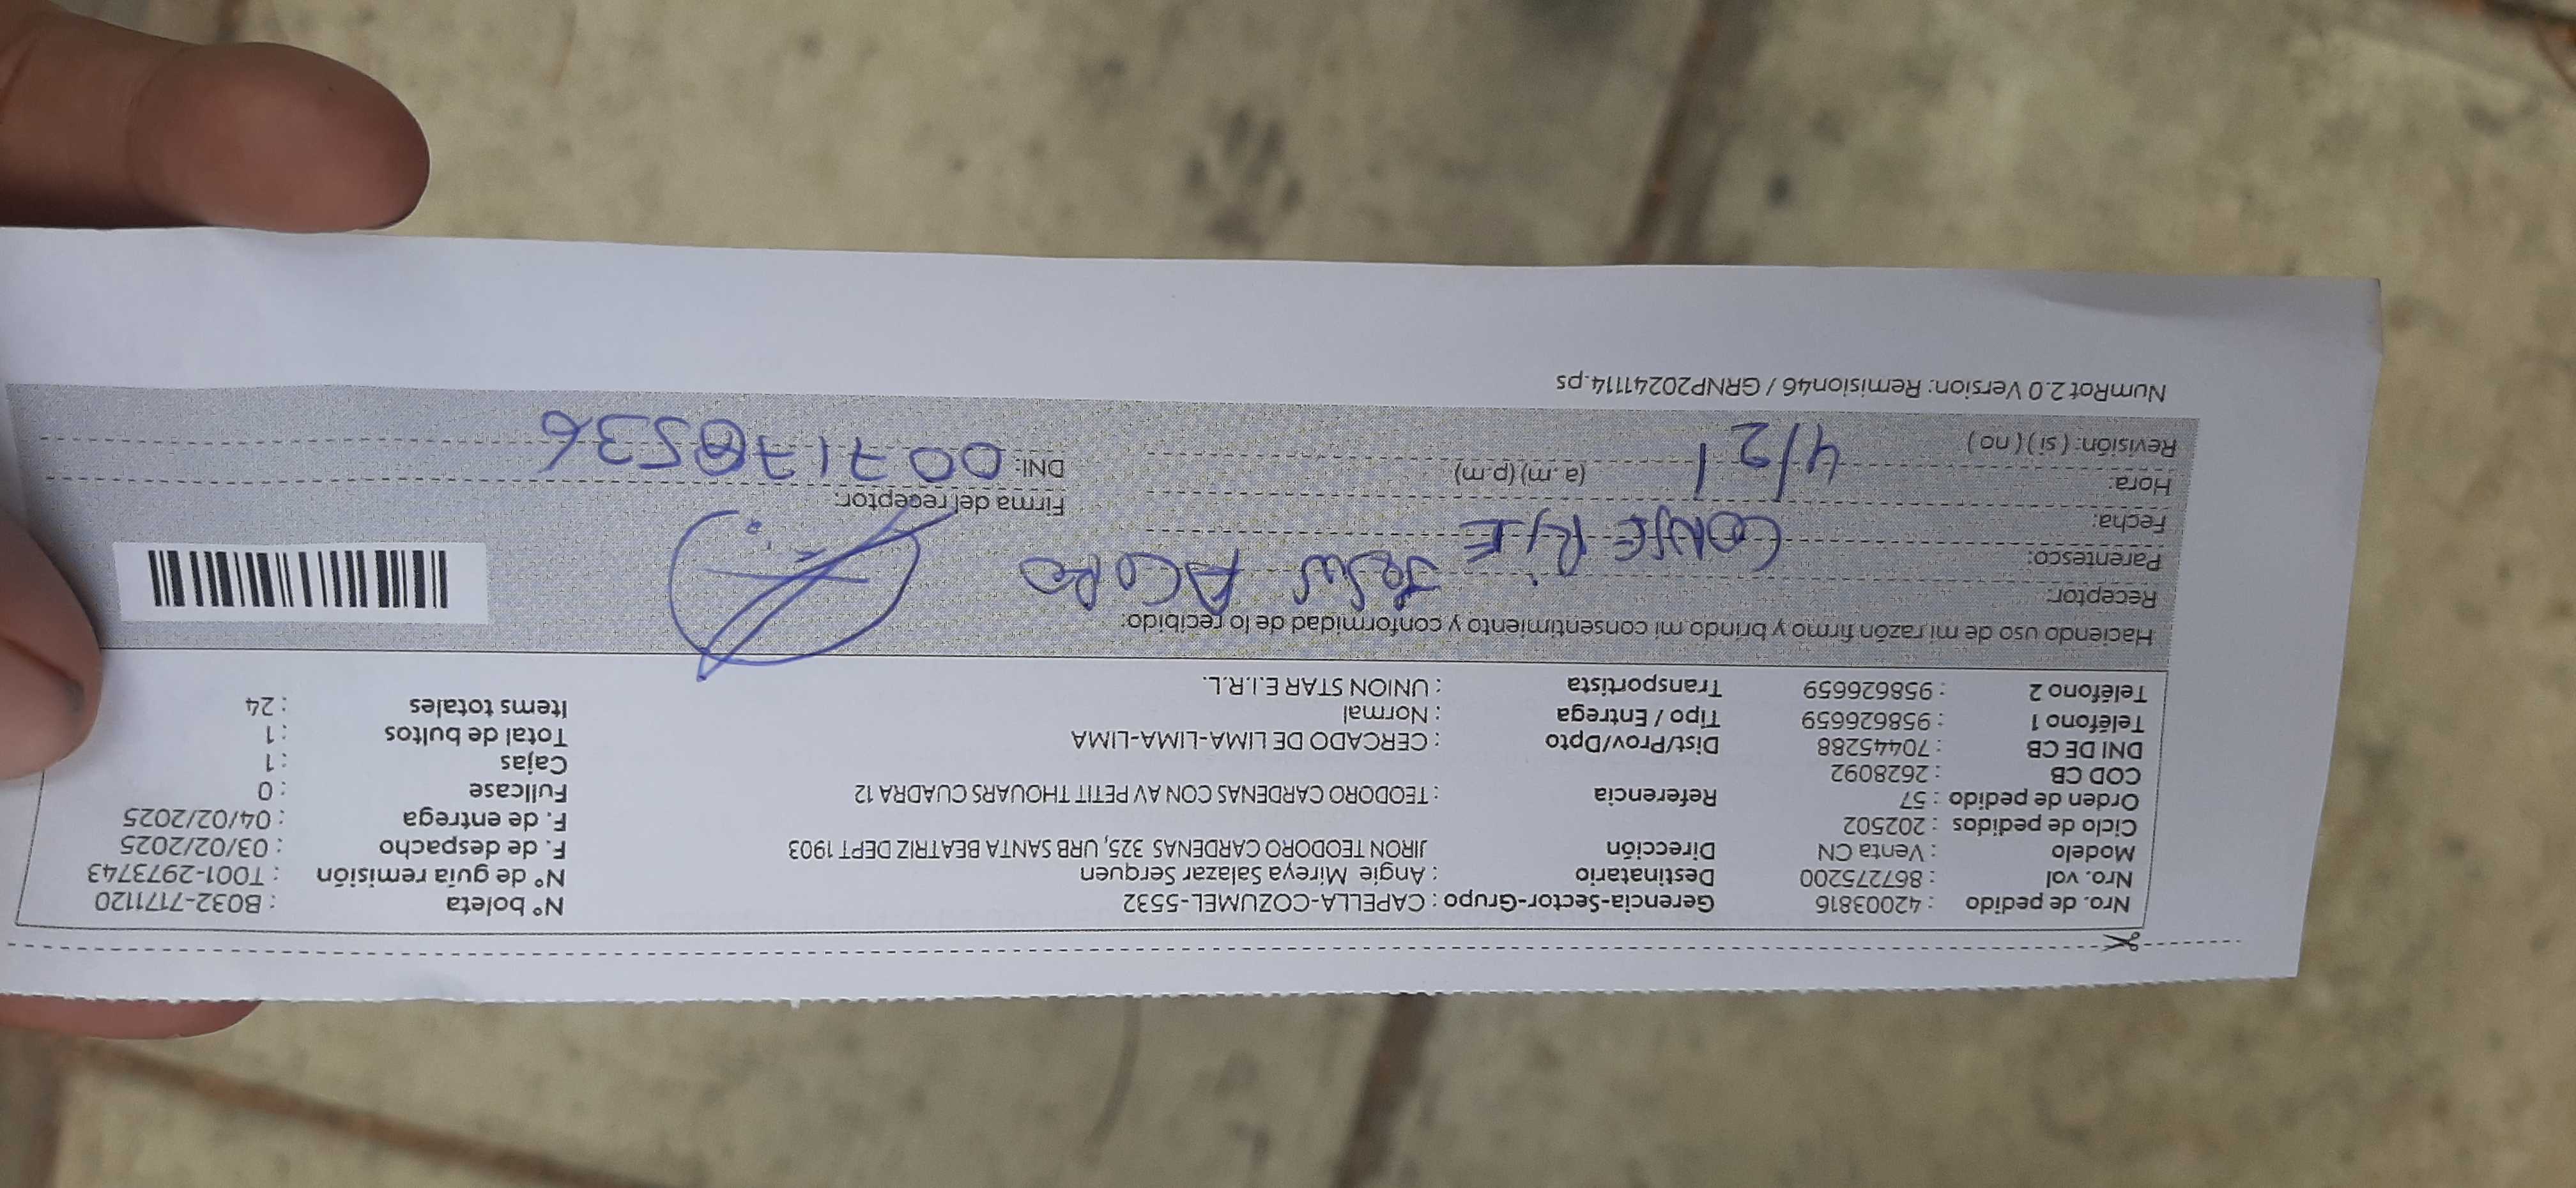 Nro. de pedido : 42003816 Gerencia-Sector-Grupo : CAPELLA-COZUMEL-5532 N° boleta : B032-7171120
Nro. vol : 867275200 Destinatario : Angie Mireya Salazar Serquen N° de guía remisión : T001-2973743
Modelo : Venta CN Dirección JIRON TEODORO CARDENAS 325, URB SANTA BEATRIZ DEPT 1903 F. de despacho : 03/02/2025
Ciclo de pedidos : 202502 F. de entrega : 04/02/2025
Orden de pedido : 57 Referencia : TEODORO CARDENAS CON AV PETIT THOUARS CUADRA 12 Fullcase : 0
COD CB : 2628092 Cajas : 1
DNI DE CB : 70445288 Dist/Prov/Dpto : CERCADO DE LIMA-LIMA-LIMA Total de bultos : 1
Teléfono 1 : 958626659 Tipo / Entrega : Normal Items totales : 24
Teléfono 2 : 958626659 Transportista : UNION STAR E.I.R.L.
Haciendo uso de mi razón firmo y brindo mi consentimiento y conformidad de lo recibido:
Receptor: Jesus
Parentesco: CONSERJE
Fecha: Firma del receptor:
Hora: 4/21 (a. m) (p.m) DNI:
Revisión: ( si ) ( no )
NumRot 2.0 Version: Remision46 / GRNP20241114.ps